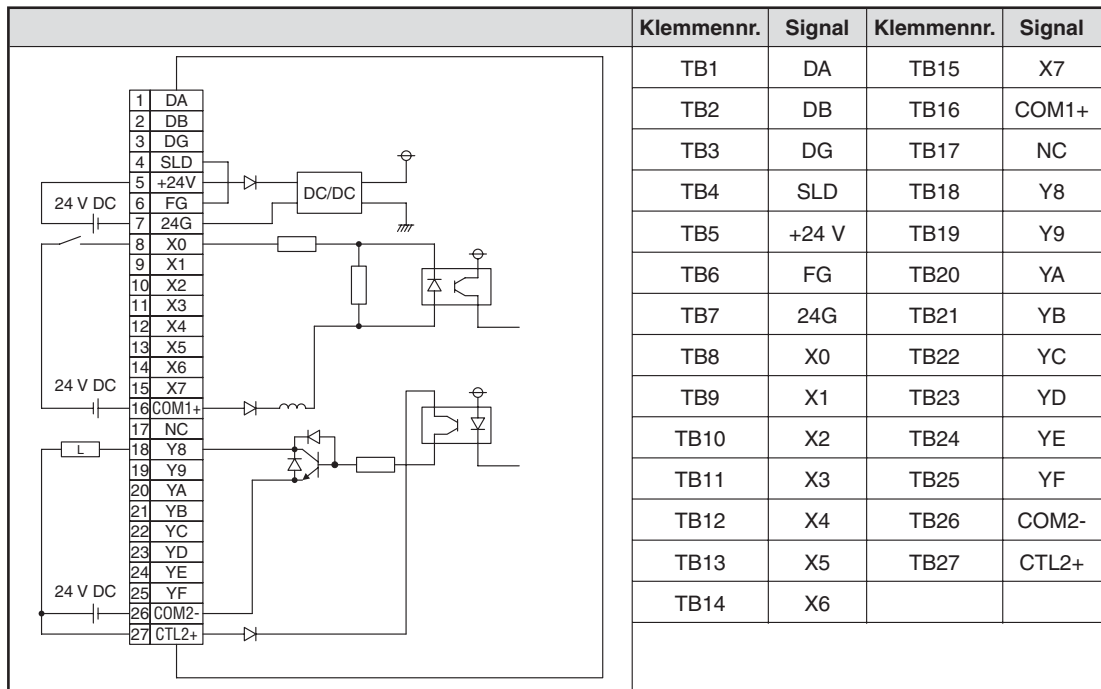 Klemmennr. Signal Klemmennr. Signal
1 DA
2 DB
3 DG
4 SLD
5 +24V
6 FG
7 24G
8 X0
9 X1
10 X2
11 X3
12 X4
13 X5
14 X6
15 X7
16 COM1+
17 NC
18 Y8
19 Y9
20 YA
21 YB
22 YC
23 YD
24 YE
25 YF
26 COM2-
27 CTL2+
24 V DC
DC/DC
24 V DC
L
24 V DC
TB1 DA TB15 X7
TB2 DB TB16 COM1+
TB3 DG TB17 NC
TB4 SLD TB18 Y8
TB5 +24 V TB19 Y9
TB6 FG TB20 YA
TB7 24G TB21 YB
TB8 X0 TB22 YC
TB9 X1 TB23 YD
TB10 X2 TB24 YE
TB11 X3 TB25 YF
TB12 X4 TB26 COM2-
TB13 X5 TB27 CTL2+
TB14 X6